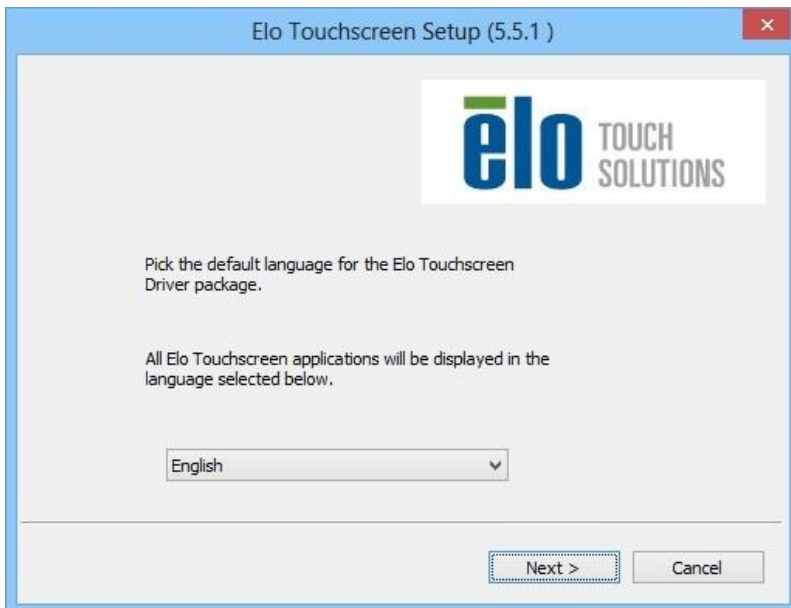 Elo Touchscreen Setup (5.5.1 )
ēlo TOUCH
SOLUTIONS
Pick the default language for the Elo Touchscreen
Driver package.
All Elo Touchscreen applications will be displayed in the
language selected below.
English
Next >
Cancel